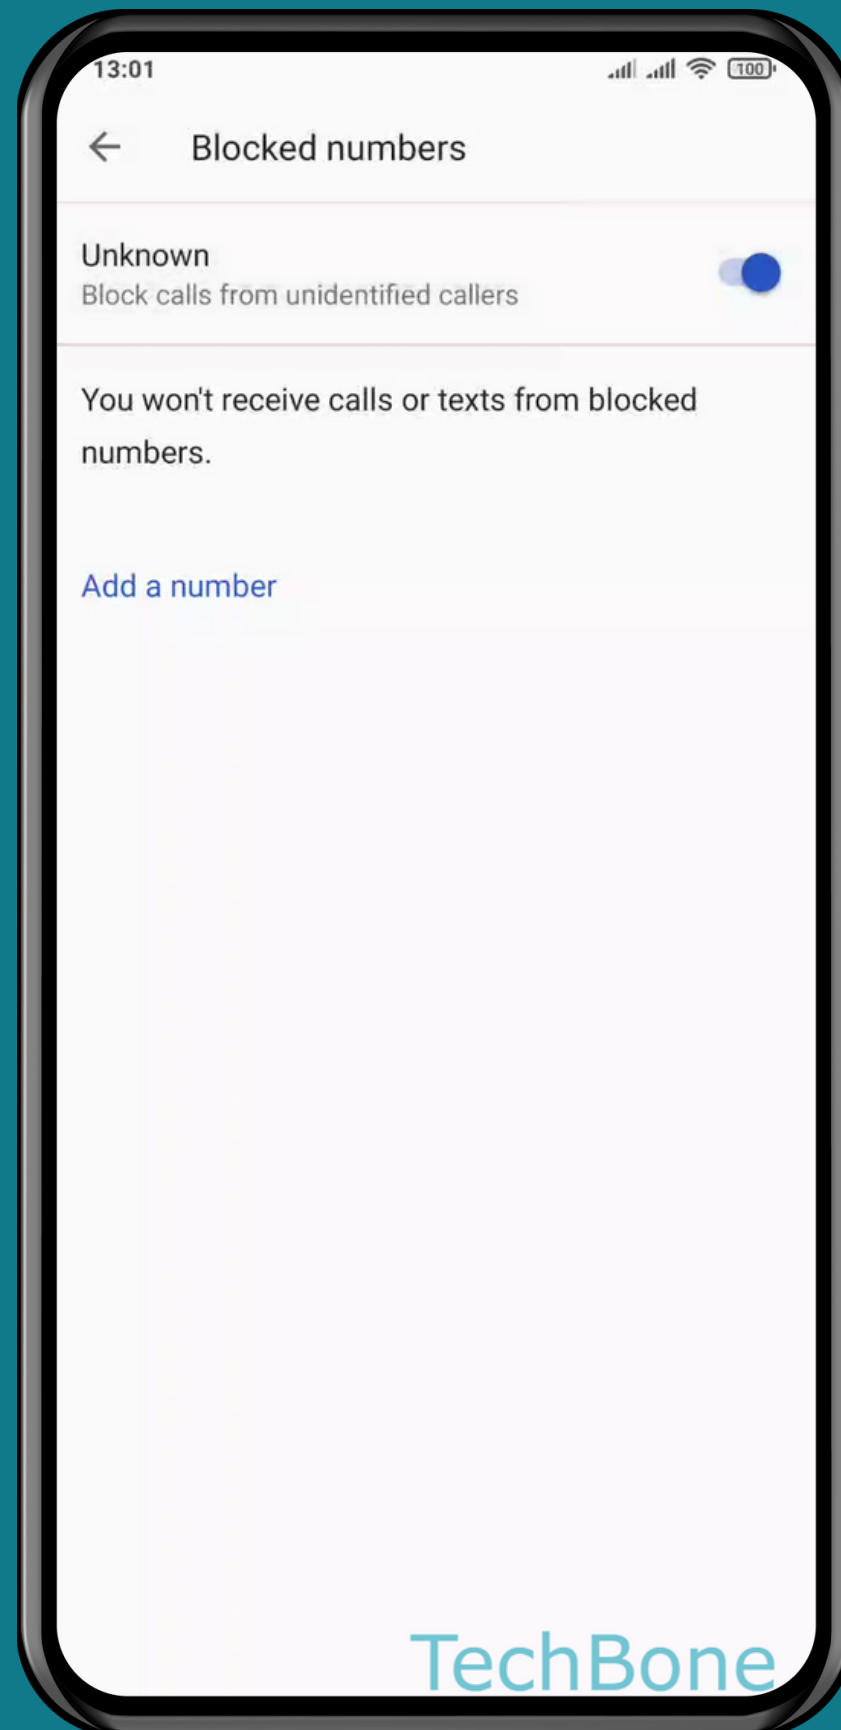 13:01
100
Blocked numbers
Unknown
Block calls from unidentified callers
You won't receive calls or texts from blocked
numbers.
Add a number
TechBone